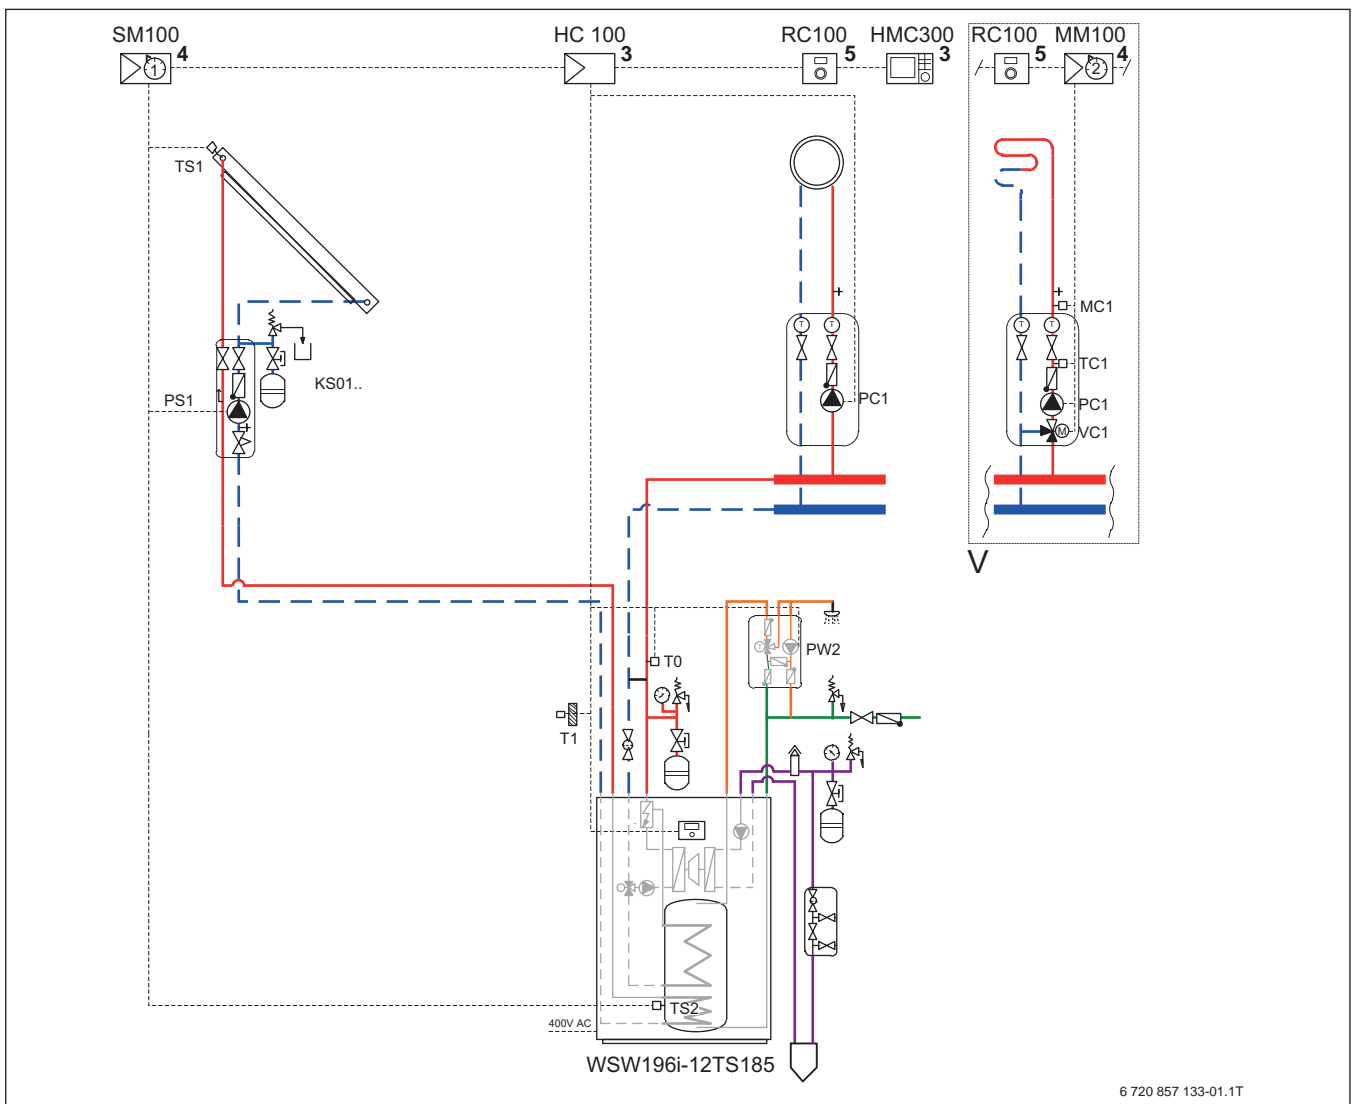 SM100 HC 100 RC100 HMC300 RC100 MM100
4 3 5 3 5 4
1 2
TS1
MC1
T T T T
TC1
KS01..
PS1 PC1 PC1
M VC1
V
T0 T PW2
T1
TS2
400V AC
WSW196i-12TS185
6 720 857 133-01.1T